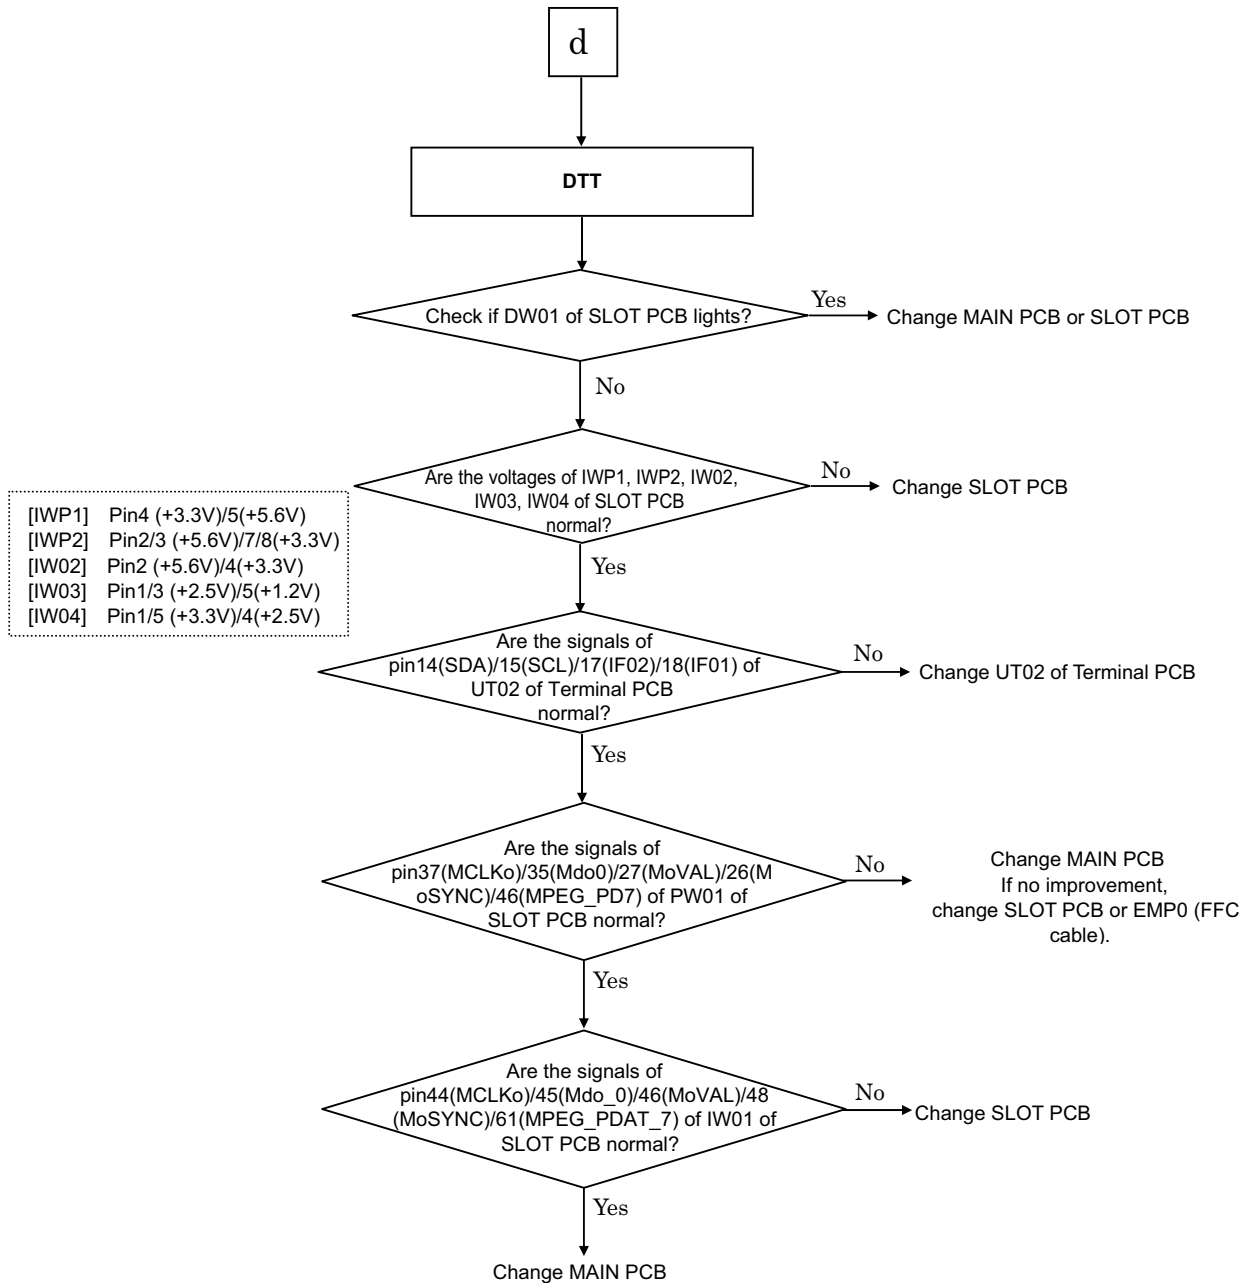 d
DTT
Check if DW01 of SLOT PCB lights?
Yes
Change MAIN PCB or SLOT PCB
No
Are the voltages of IWP1, IWP2, IW02,
IW03, IW04 of SLOT PCB
normal?
No
Change SLOT PCB
[IWP1] Pin4 (+3.3V)/5(+5.6V)
[IWP2] Pin2/3 (+5.6V)/7/8(+3.3V)
[IW02] Pin2 (+5.6V)/4(+3.3V)
[IW03] Pin1/3 (+2.5V)/5(+1.2V)
[IW04] Pin1/5 (+3.3V)/4(+2.5V)
Yes
Are the signals of
pin14(SDA)/15(SCL)/17(IF02)/18(IF01) of
UT02 of Terminal PCB
normal?
No
Change UT02 of Terminal PCB
Yes
Are the signals of
pin37(MCLKo)/35(Mdo0)/27(MoVAL)/26(M
oSYNC)/46(MPEG_PD7) of PW01 of
SLOT PCB normal?
No
Change MAIN PCB
If no improvement,
change SLOT PCB or EMP0 (FFC
cable).
Yes
Are the signals of
pin44(MCLKo)/45(Mdo_0)/46(MoVAL)/48
(MoSYNC)/61(MPEG_PDAT_7) of IW01 of
SLOT PCB normal?
No
Change SLOT PCB
Yes
Change MAIN PCB